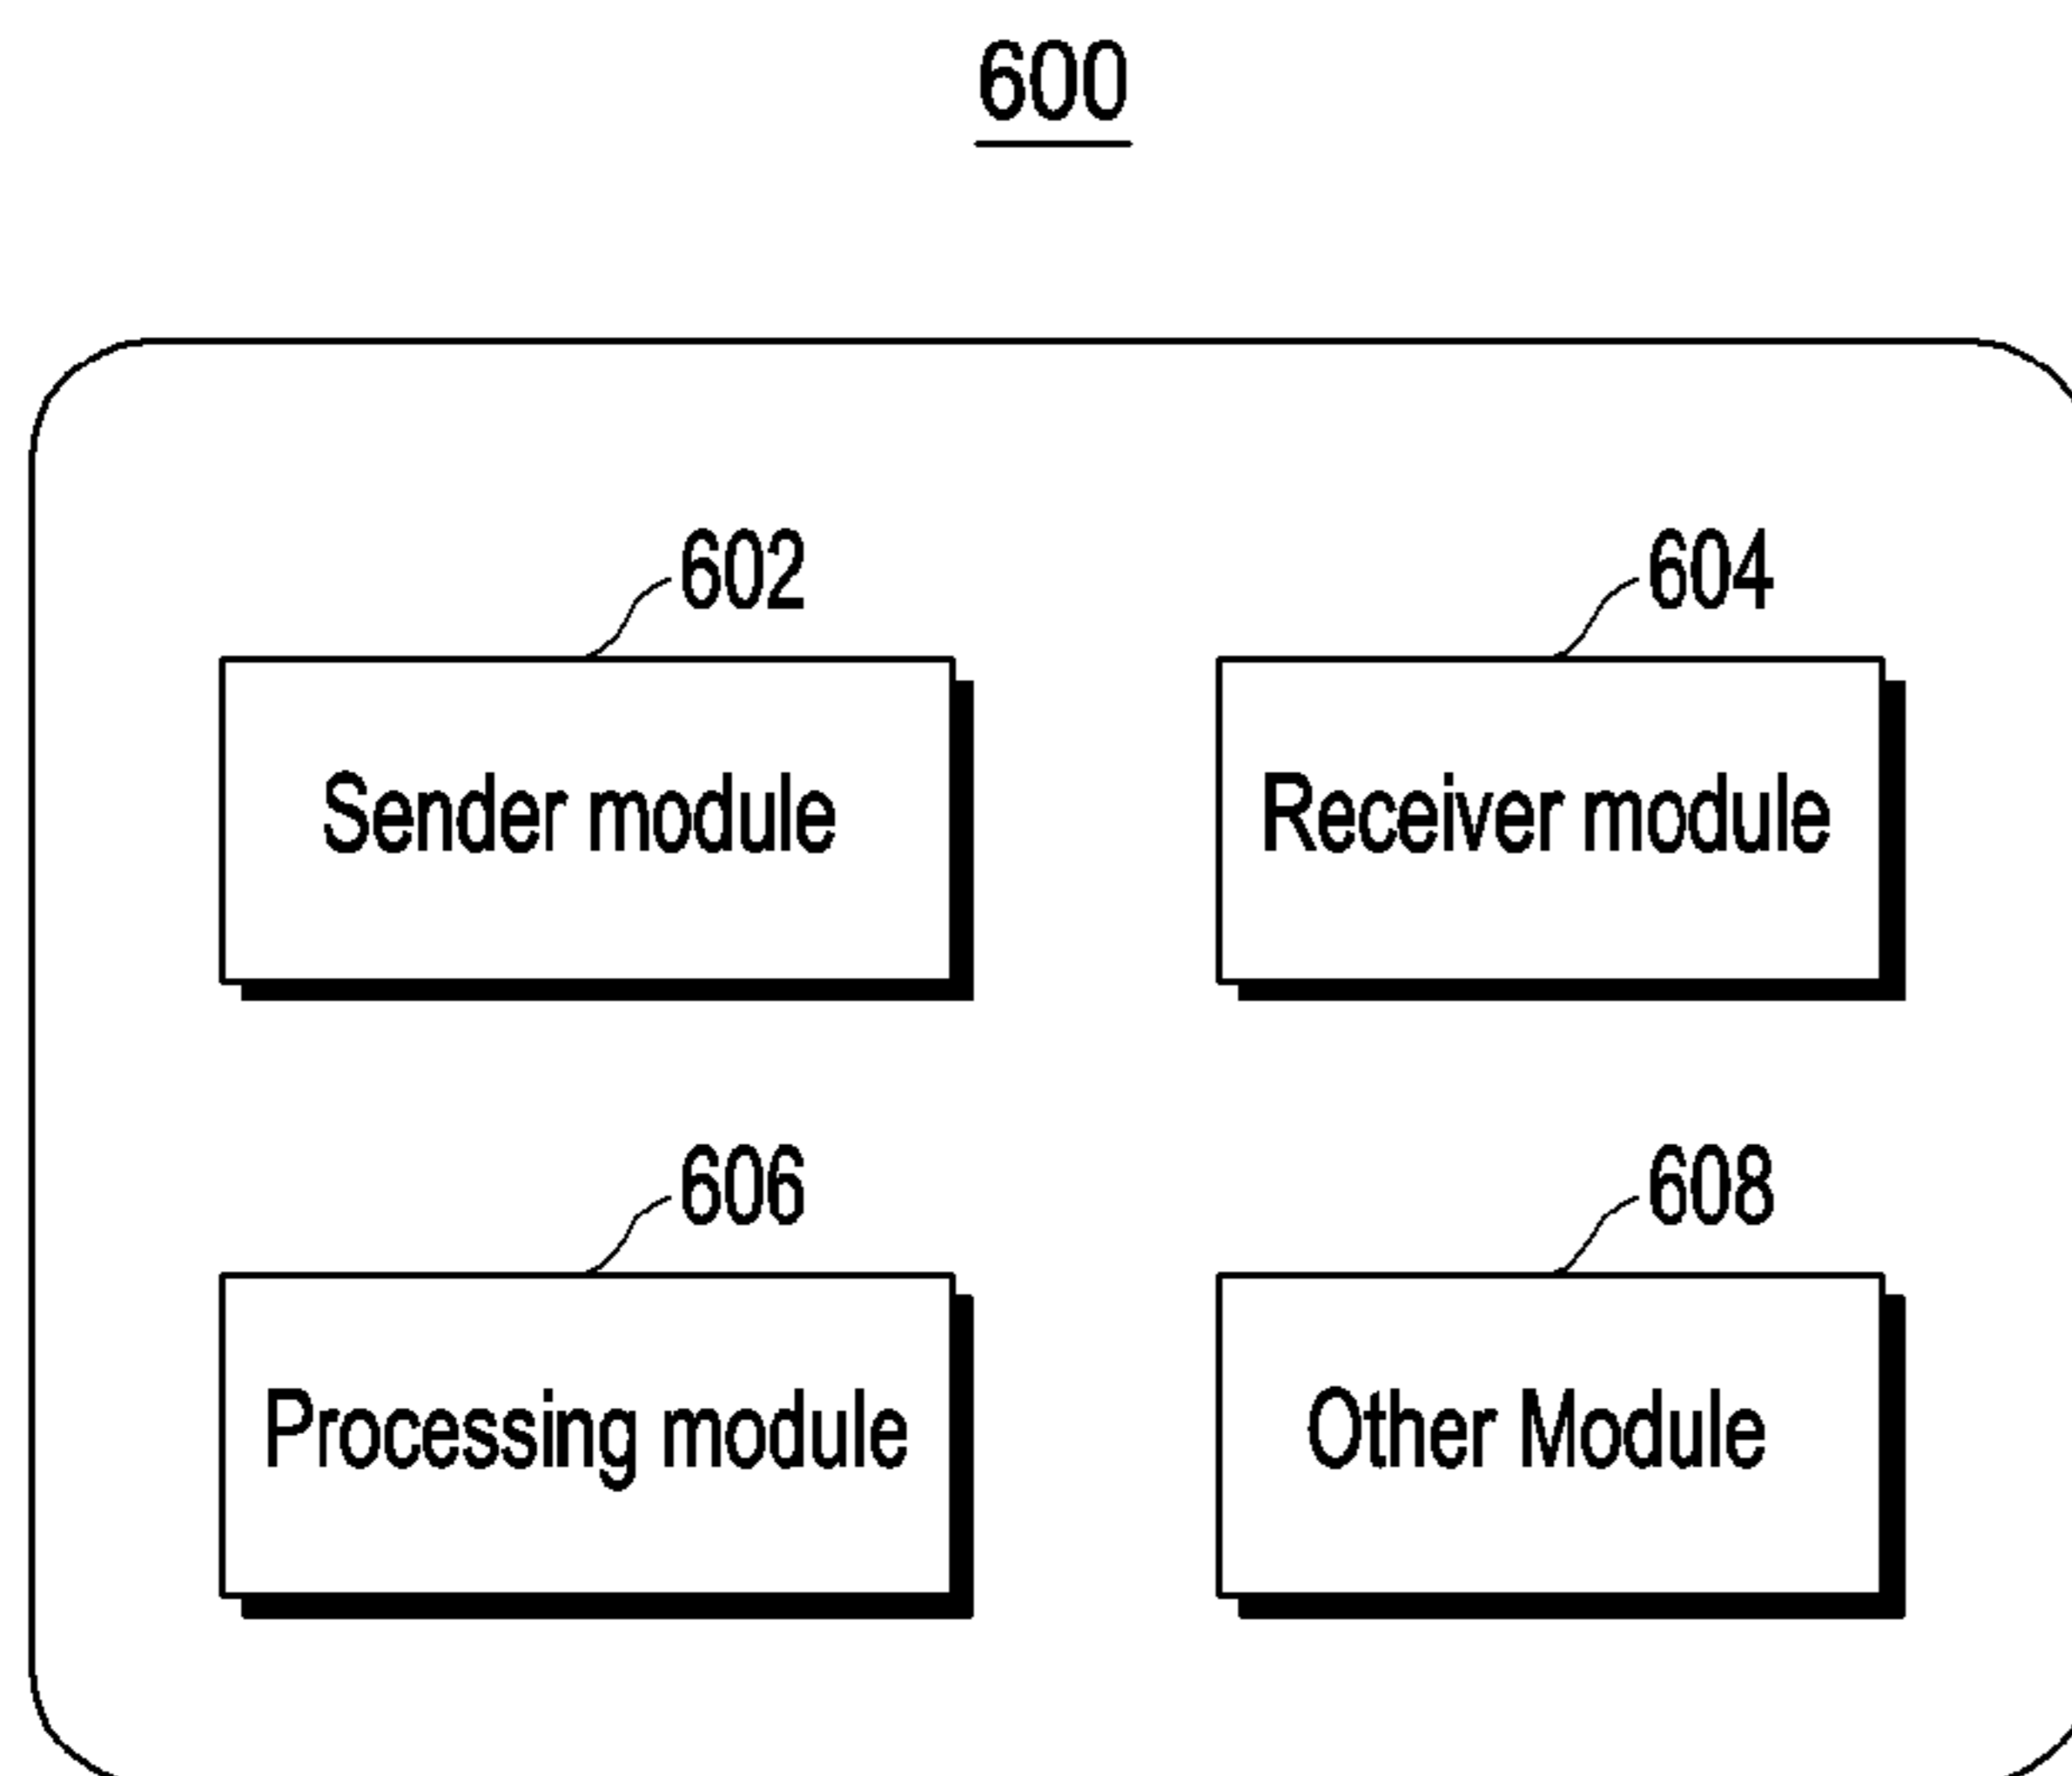 600
602
604
Sender module
Receiver module
606
608
Processing module
Other Module